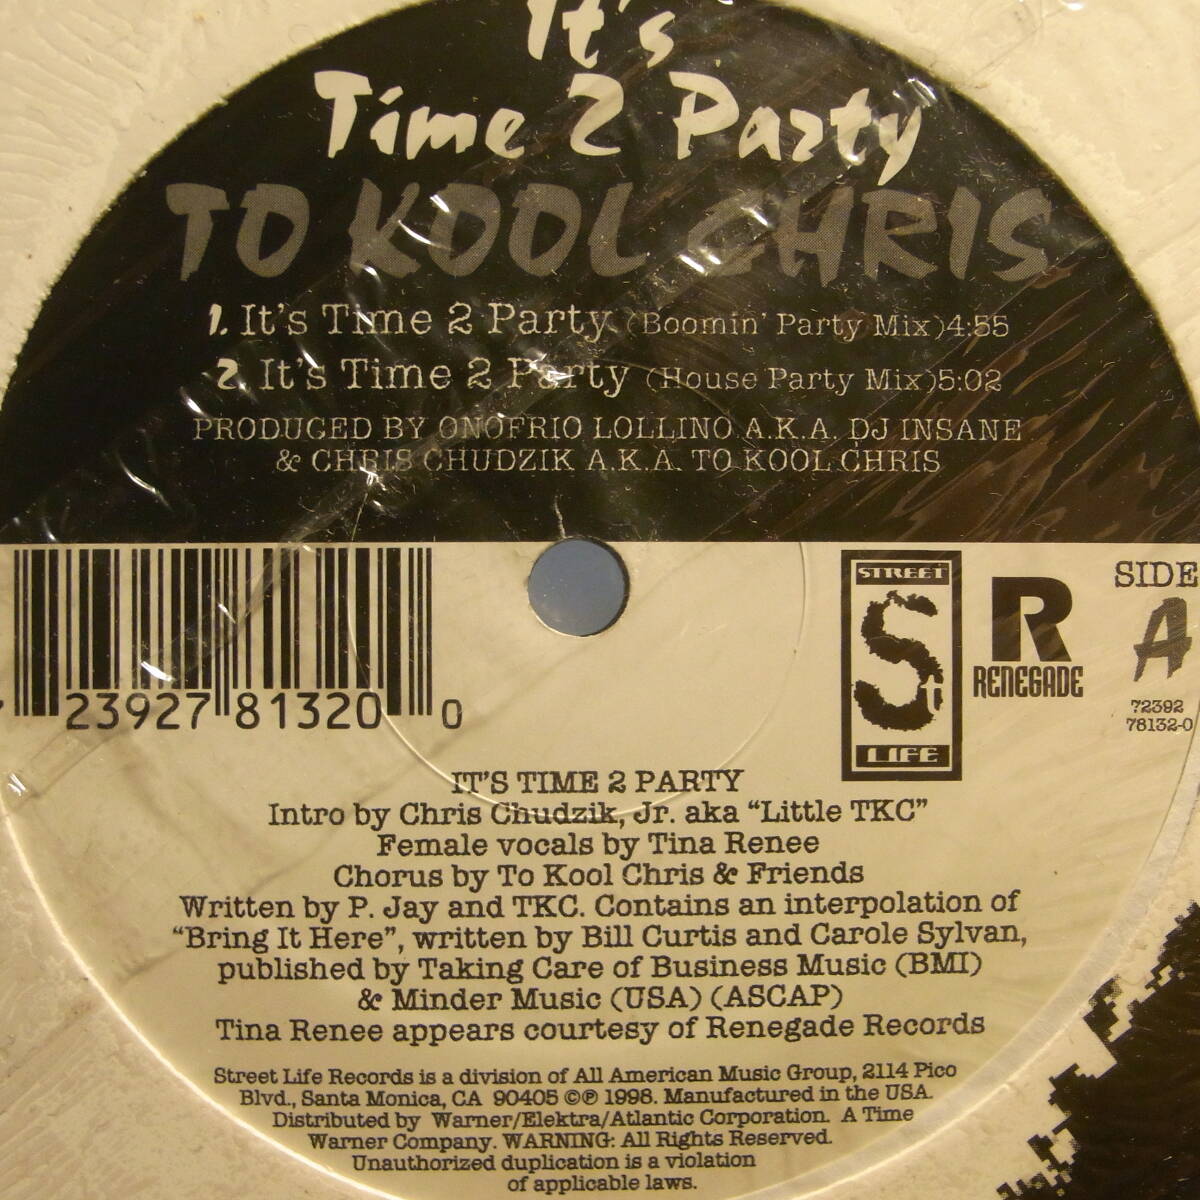 It's
Time 2 Party
TO KOOL CHRIS
1. It's Time 2 Party (Boomin' Party Mix)4:55
2. It's Time 2 Party (House Party Mix)5:02
PRODUCED BY ONOFRIO LOLLINO A.K.A. DJ INSANE
& CHRIS CHUDZIK A.K.A. TO KOOL CHRIS
23927 81320 0
STREET
St
LIFE
R
RENEGADE
SIDE
A
72392
78132-0
IT'S TIME 2 PARTY
Intro by Chris Chudzik, Jr. aka "Little TKC"
Female vocals by Tina Renee
Chorus by To Kool Chris & Friends
Written by P. Jay and TKC. Contains an interpolation of
"Bring It Here", written by Bill Curtis and Carole Sylvan,
published by Taking Care of Business Music (BMI)
& Minder Music (USA) (ASCAP)
Tina Renee appears courtesy of Renegade Records
Street Life Records is a division of All American Music Group, 2114 Pico
Blvd., Santa Monica, CA 90405 ©℗ 1998. Manufactured in the USA.
Distributed by Warner/Elektra/Atlantic Corporation. A Time
Warner Company. WARNING: All Rights Reserved.
Unauthorized duplication is a violation
of applicable laws.